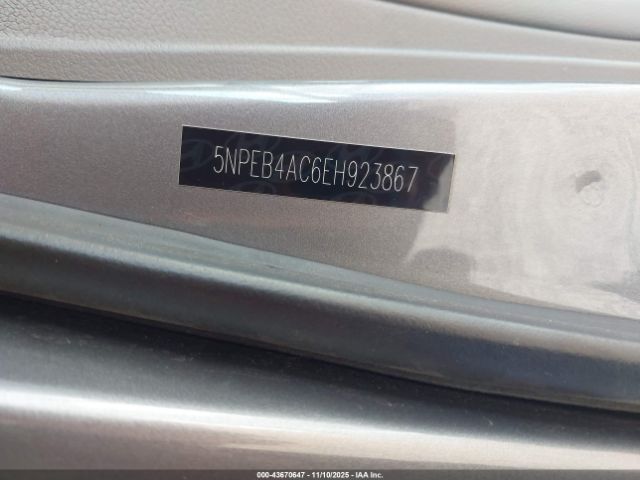 5NPEB4AC6EH923867
000-43670647 - 11/10/2025 - IAA Inc.